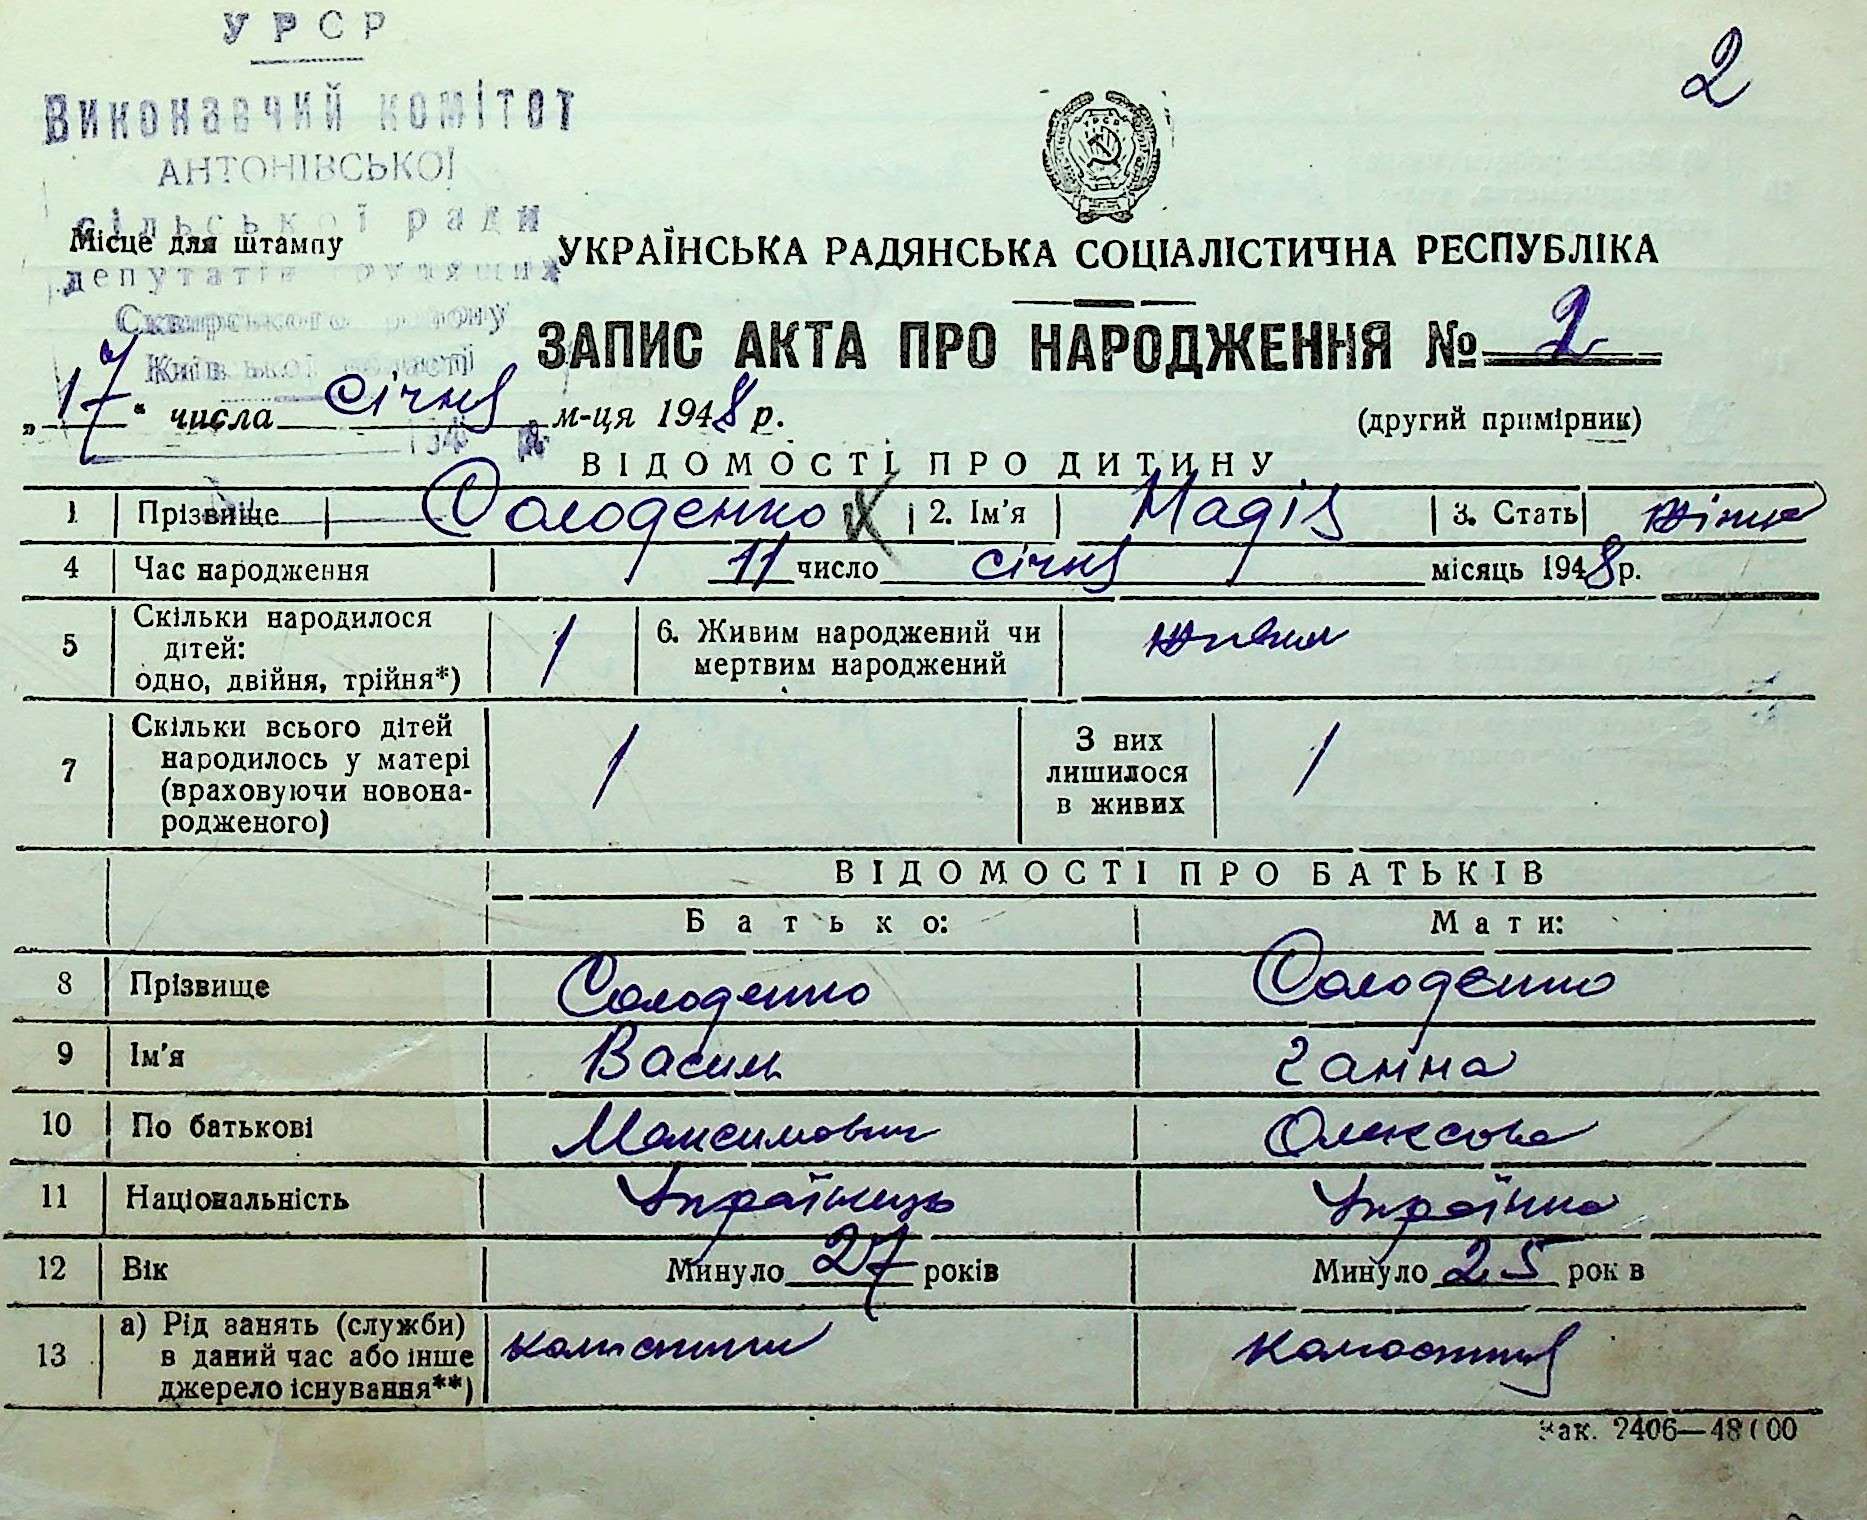 УРСР
2
Виконавчий комітет
АНТОНІВСЬКОЇ
сільської ради
Місце для штампу
депутатів трудящих
УКРАЇНСЬКА РАДЯНСЬКА СОЦІАЛІСТИЧНА РЕСПУБЛІКА
Сквирського району
Київської області
ЗАПИС АКТА ПРО НАРОДЖЕННЯ № 2
„17“ числа січня м-ця 1948 р.
(другий примірник)
ВІДОМОСТІ ПРО ДИТИНУ
1 Прізвище Солоденко 2. Ім'я Надія 3. Стать жіноча
4 Час народження 11 число січня місяць 1948 р.
5 Скільки народилося дітей: одно, двійня, трійня*) 1 6. Живим народжений чи мертвим народжений живим
7 Скільки всього дітей народилось у матері (враховуючи новонародженого) 1 З них лишилося в живих 1
ВІДОМОСТІ ПРО БАТЬКІВ
Батько: Мати:
8 Прізвище Солоденко Солоденко
9 Ім'я Василь Ганна
10 По батькові Максимович Олексовна
11 Національність Українець Українка
12 Вік Минуло 27 років Минуло 25 рок в
13 а) Рід занять (служби) в даний час або інше джерело існування**) колгоспник колгоспниця
Зак. 2406—48000